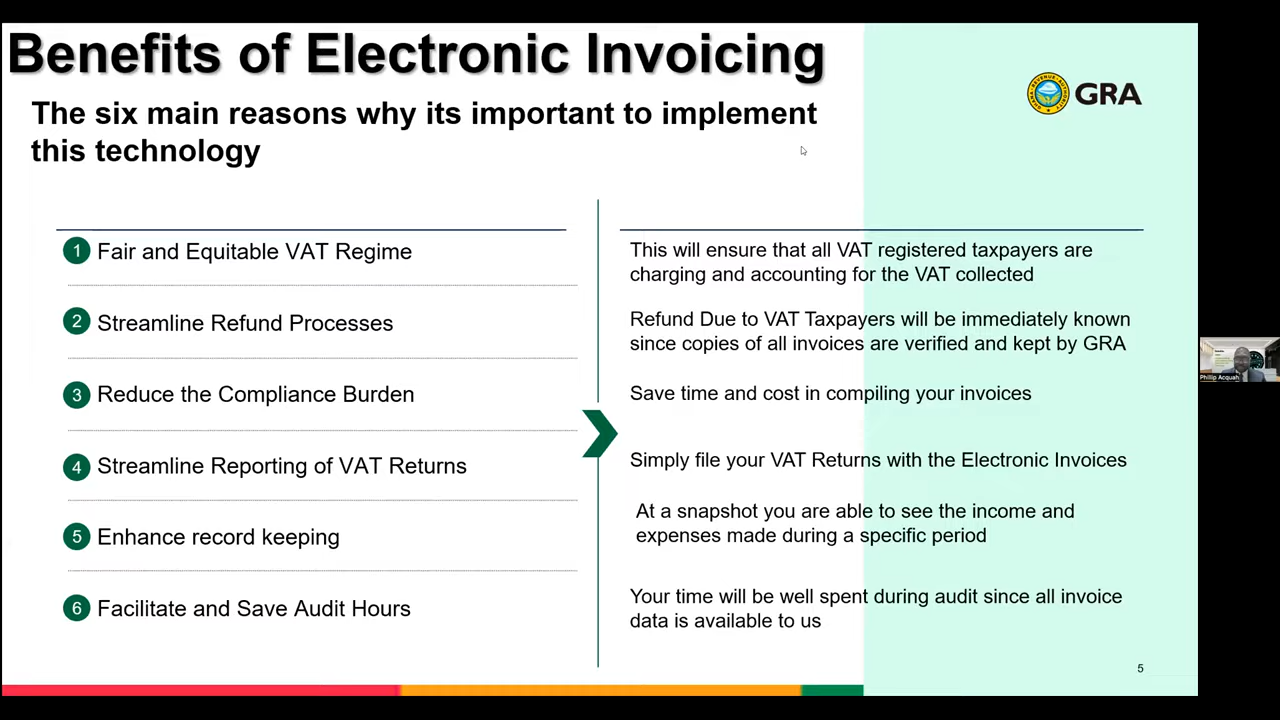 Benefits of Electronic Invoicing
The six main reasons why its important to implement
this technology
GRA
1 Fair and Equitable VAT Regime
This will ensure that all VAT registered taxpayers are
charging and accounting for the VAT collected
2 Streamline Refund Processes
Refund Due to VAT Taxpayers will be immediately known
since copies of all invoices are verified and kept by GRA
3 Reduce the Compliance Burden
Save time and cost in compiling your invoices
4 Streamline Reporting of VAT Returns
Simply file your VAT Returns with the Electronic Invoices
5 Enhance record keeping
At a snapshot you are able to see the income and
expenses made during a specific period
6 Facilitate and Save Audit Hours
Your time will be well spent during audit since all invoice
data is available to us
5
Philip Acquah